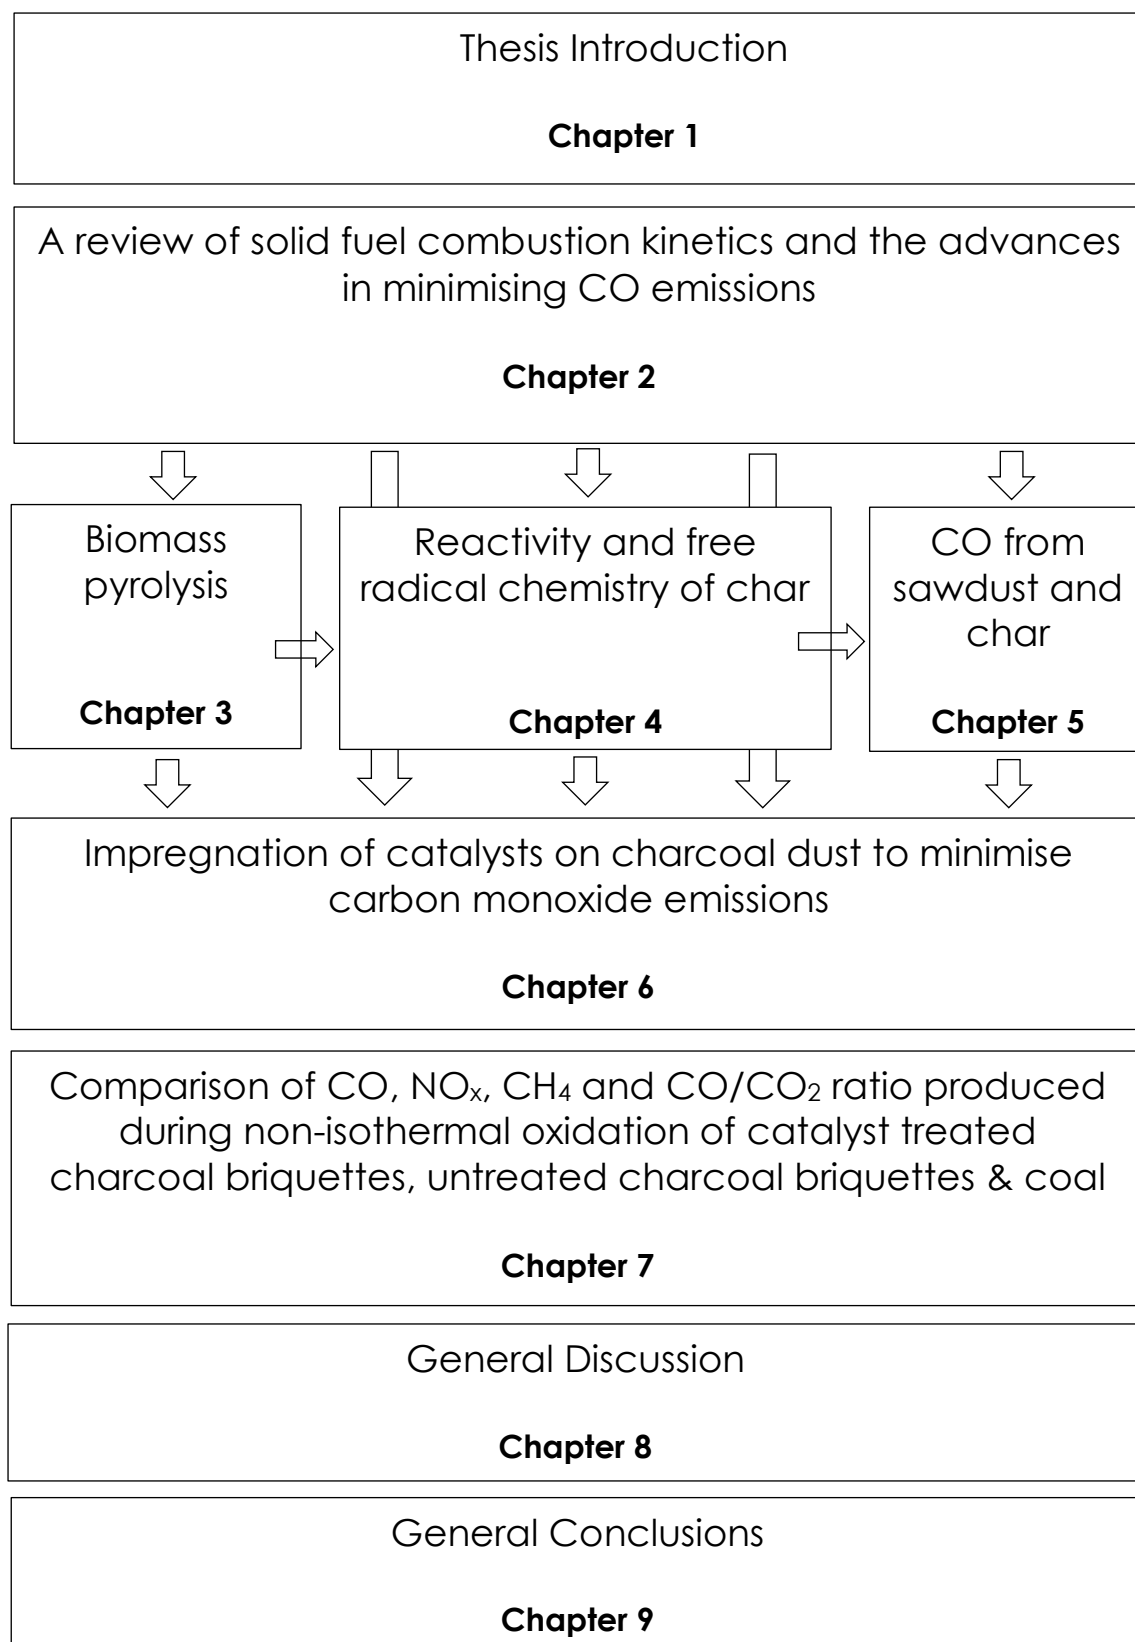 Thesis Introduction
Chapter 1
A review of solid fuel combustion kinetics and the advances
in minimising CO emissions
Chapter 2
Biomass
pyrolysis
Chapter 3
Reactivity and free
radical chemistry of char
Chapter 4
CO from
sawdust and
char
Chapter 5
Impregnation of catalysts on charcoal dust to minimise
carbon monoxide emissions
Chapter 6
Comparison of CO, NOₓ, CH₄ and CO/CO₂ ratio produced
during non-isothermal oxidation of catalyst treated
charcoal briquettes, untreated charcoal briquettes & coal
Chapter 7
General Discussion
Chapter 8
General Conclusions
Chapter 9